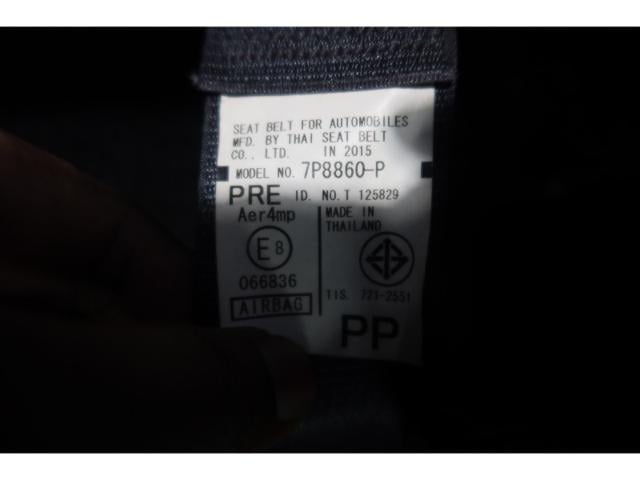 SEAT BELT FOR AUTOMOBILES
MFD. BY THAI SEAT BELT
CO., LTD. IN 2015
MODEL NO. 7P8860-P
PRE ID. NO. T 125829
Aer4mp
E8
066836
AIRBAG
MADE IN
THAILAND
TIS. 721-2551
PP